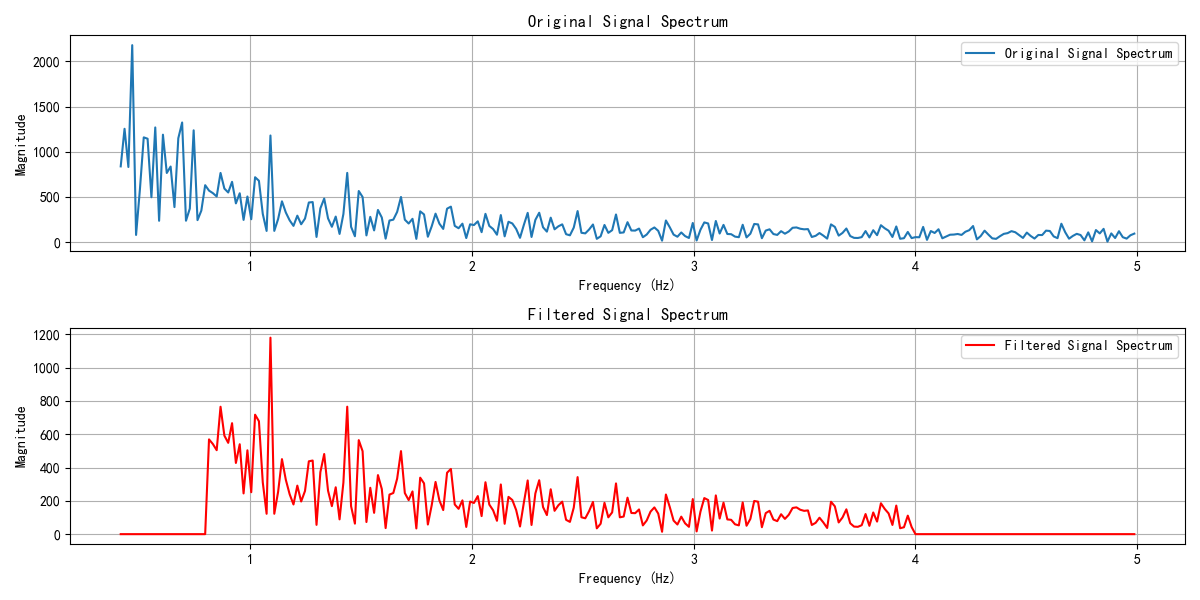 Original Signal Spectrum
Original Signal Spectrum
2000
1500
1000
500
0
Magnitude
1 2 3 4 5
Frequency (Hz)
Filtered Signal Spectrum
Filtered Signal Spectrum
1200
1000
800
600
400
200
0
Magnitude
1 2 3 4 5
Frequency (Hz)